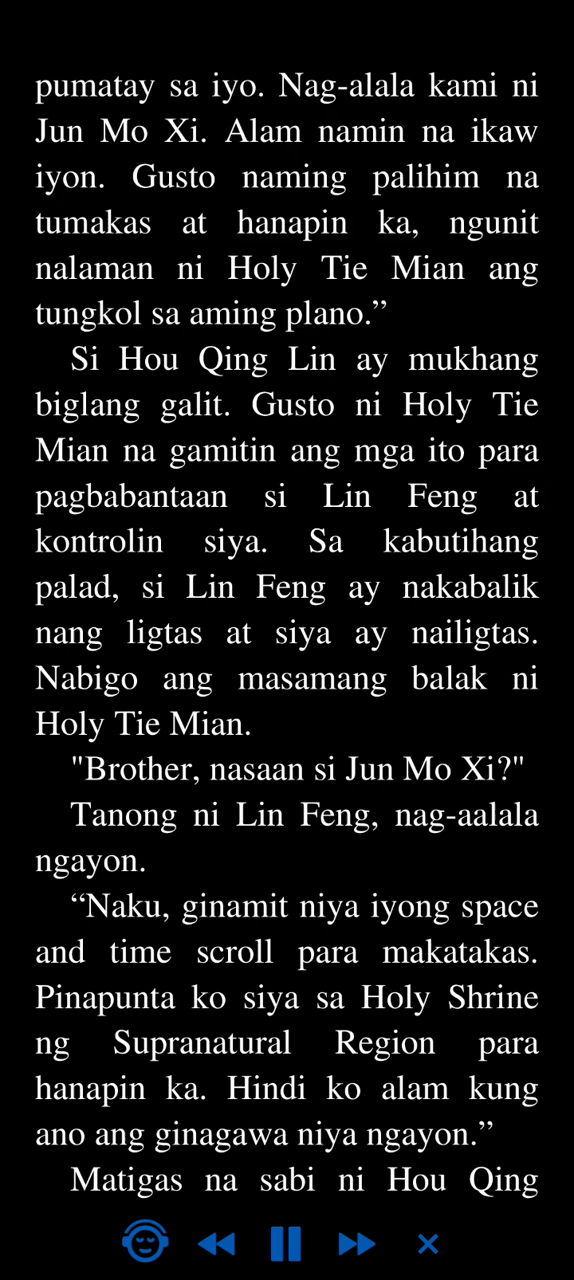 pumatay sa iyo. Nag-alala kami ni
Jun Mo Xi. Alam namin na ikaw
iyon. Gusto naming palihim na
tumakas at hanapin ka, ngunit
nalaman ni Holy Tie Mian ang
tungkol sa aming plano.”
Si Hou Qing Lin ay mukhang
biglang galit. Gusto ni Holy Tie
Mian na gamitin ang mga ito para
pagbabantaan si Lin Feng at
kontrolin siya. Sa kabutihang
palad, si Lin Feng ay nakabalik
nang ligtas at siya ay nailigtas.
Nabigo ang masamang balak ni
Holy Tie Mian.
"Brother, nasaan si Jun Mo Xi?"
Tanong ni Lin Feng, nag-aalala
ngayon.
“Naku, ginamit niya iyong space
and time scroll para makatakas.
Pinapunta ko siya sa Holy Shrine
ng Supranatural Region para
hanapin ka. Hindi ko alam kung
ano ang ginagawa niya ngayon.”
Matigas na sabi ni Hou Qing